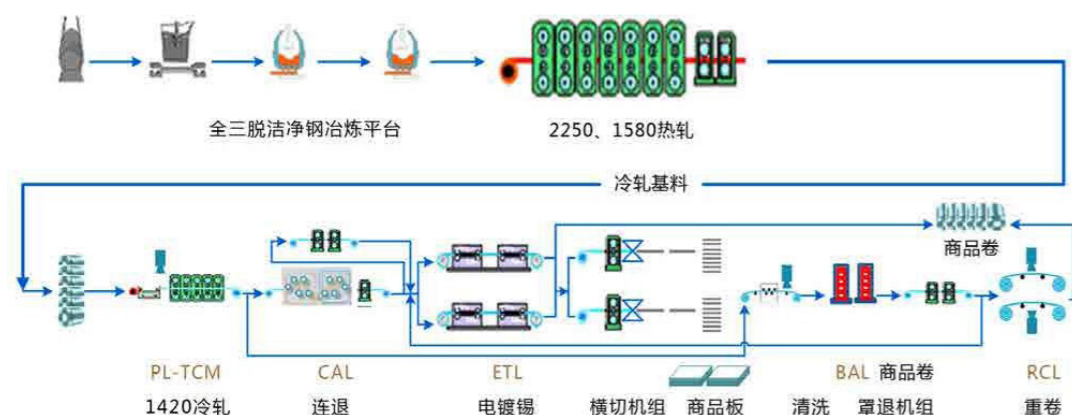 全三脱洁净钢冶炼平台
2250、1580热轧
冷轧基料
商品卷
PL-TCM
CAL
ETL
BAL 商品卷
RCL
1420冷轧
连退
电镀锡
横切机组
商品板
清洗
罩退机组
重卷